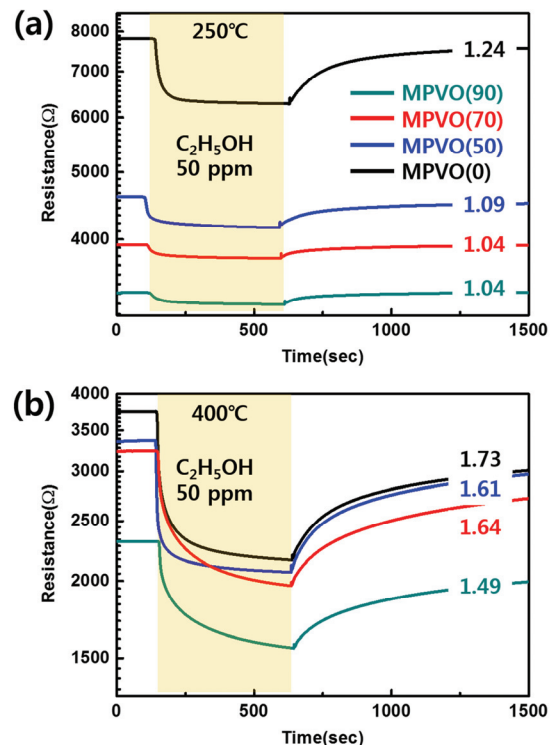 (a)
250℃
C₂H₅OH
50 ppm
1.24
MPVO(90)
MPVO(70)
MPVO(50)
MPVO(0)
1.09
1.04
1.04
Resistance(Ω)
8000
7000
6000
5000
4000
0
500
1000
1500
Time(sec)
(b)
400℃
C₂H₅OH
50 ppm
1.73
1.61
1.64
1.49
Resistance(Ω)
4000
3500
3000
2500
2000
1500
0
500
1000
1500
Time(sec)